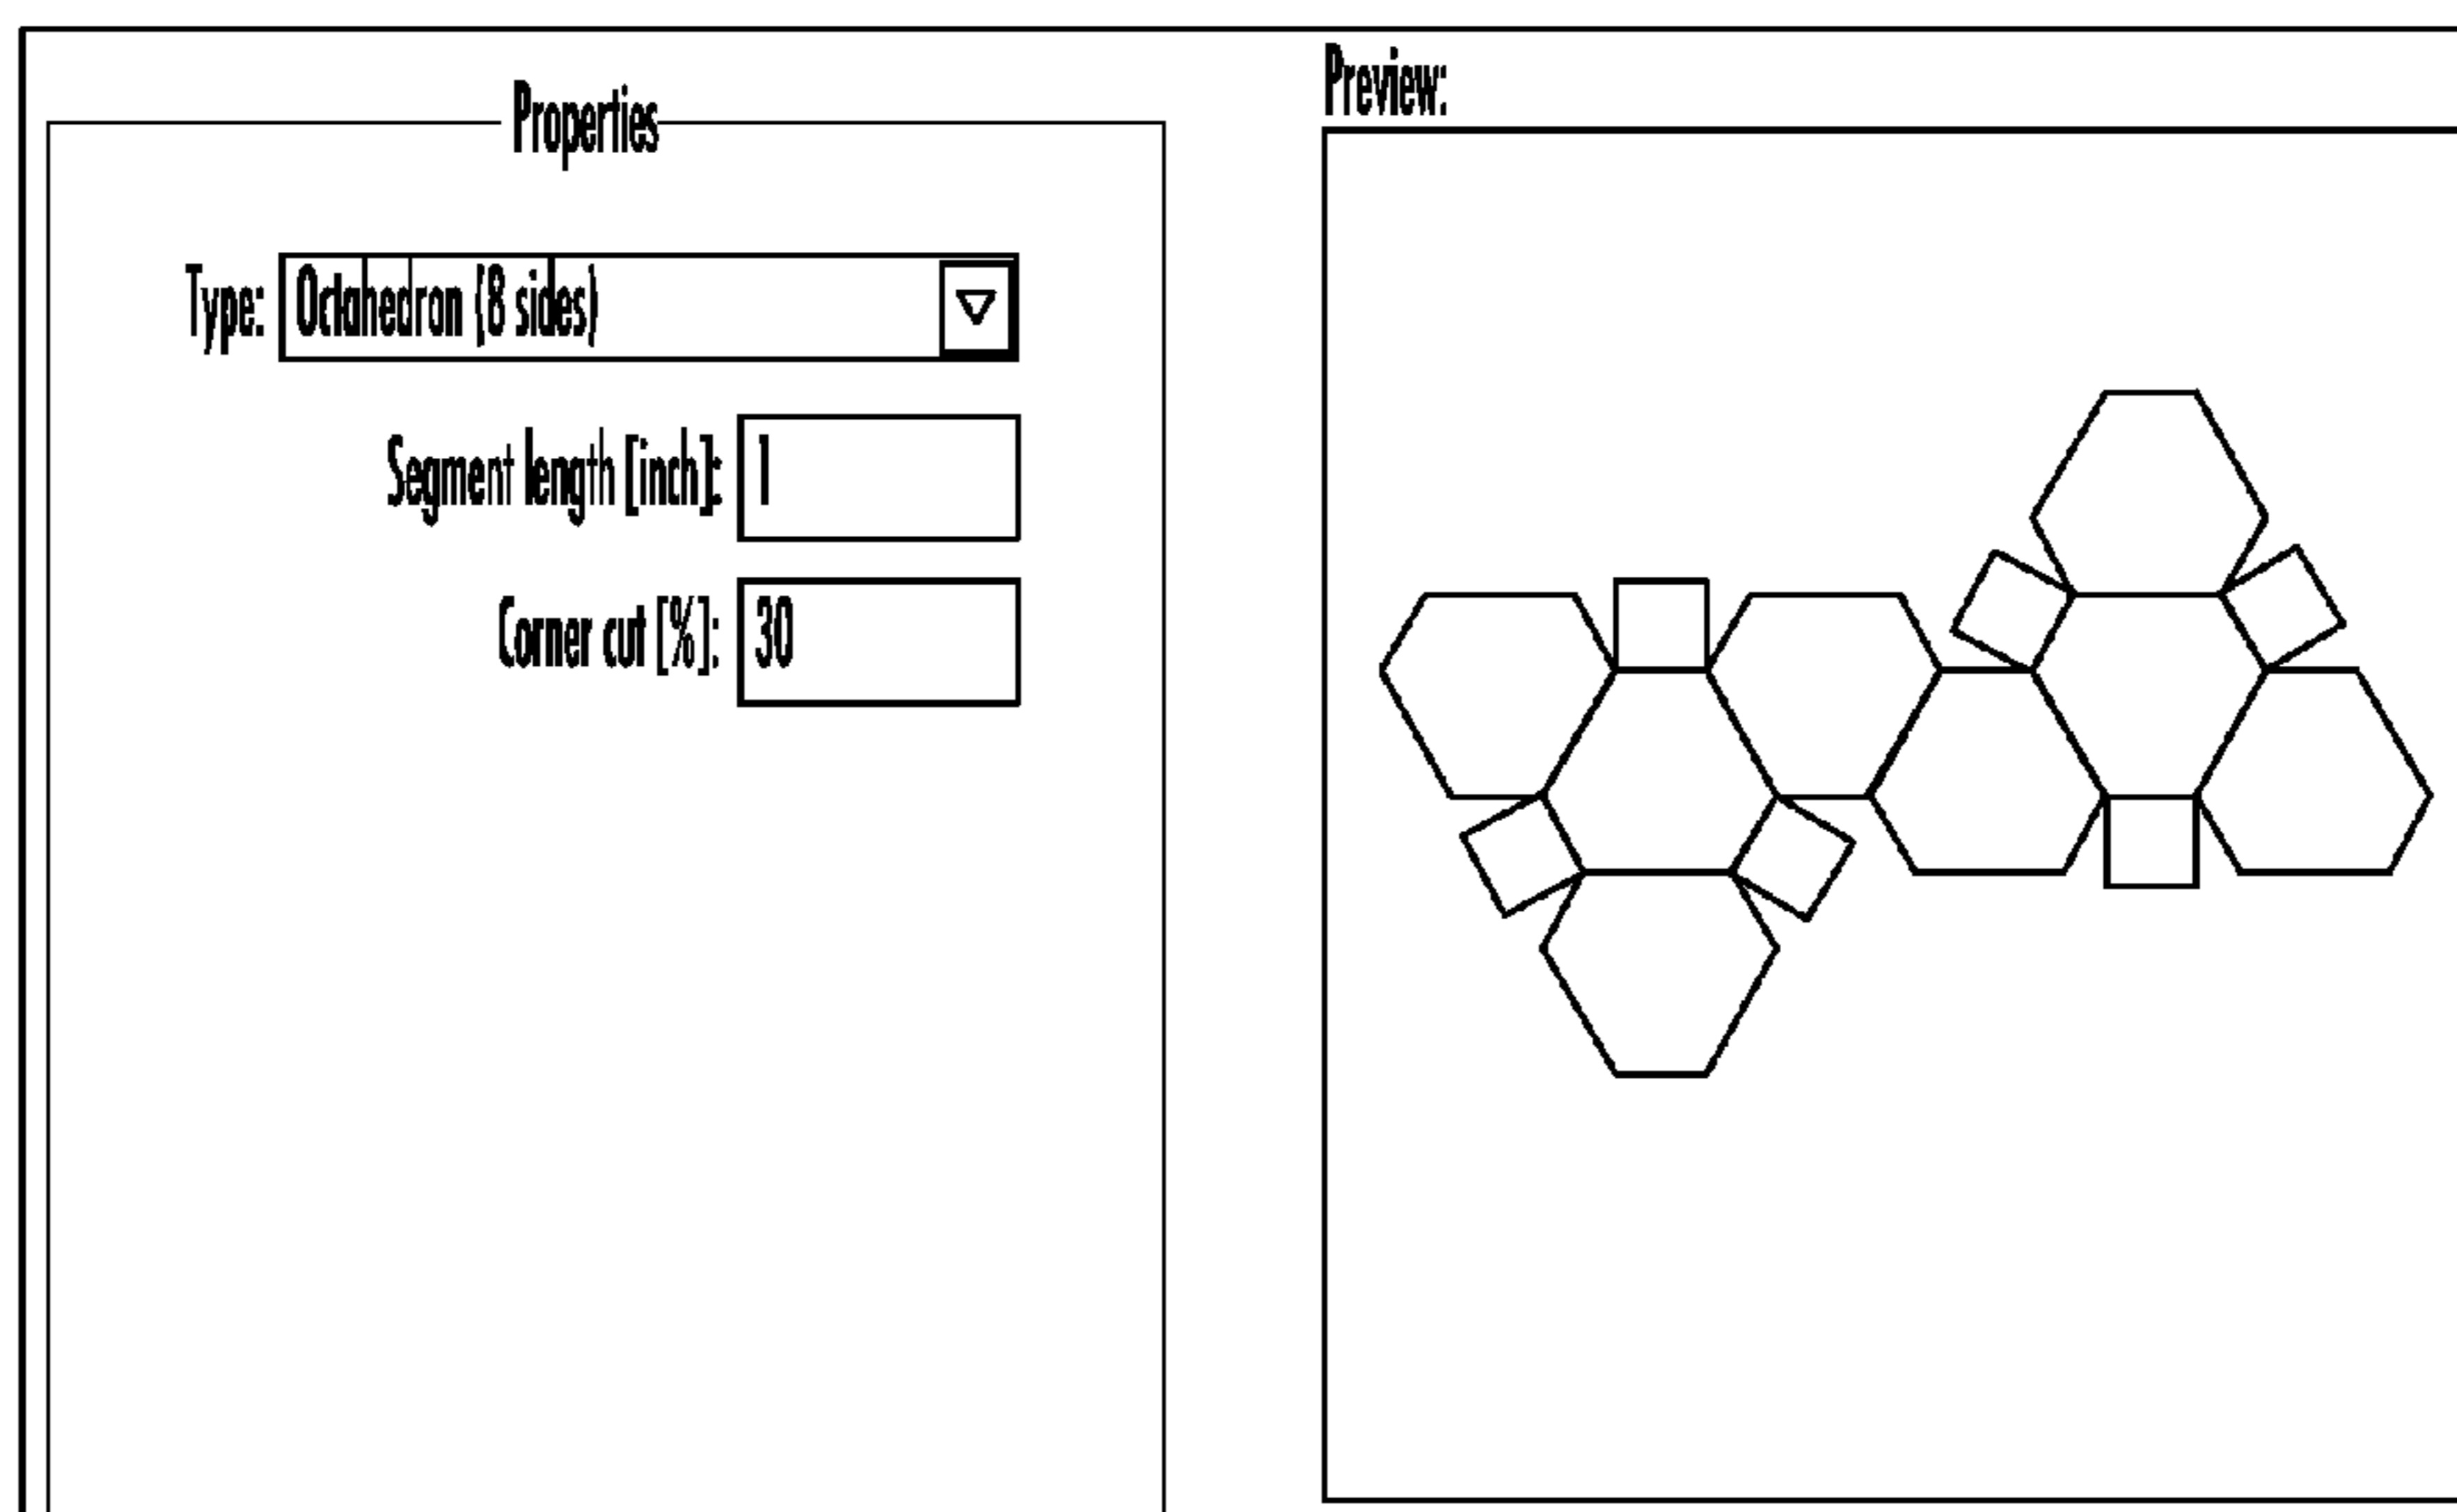 Preview:
Properties
Type: Octahedron (8 sides)
Segment length [inch]: 1
Corner cut [%]: 30